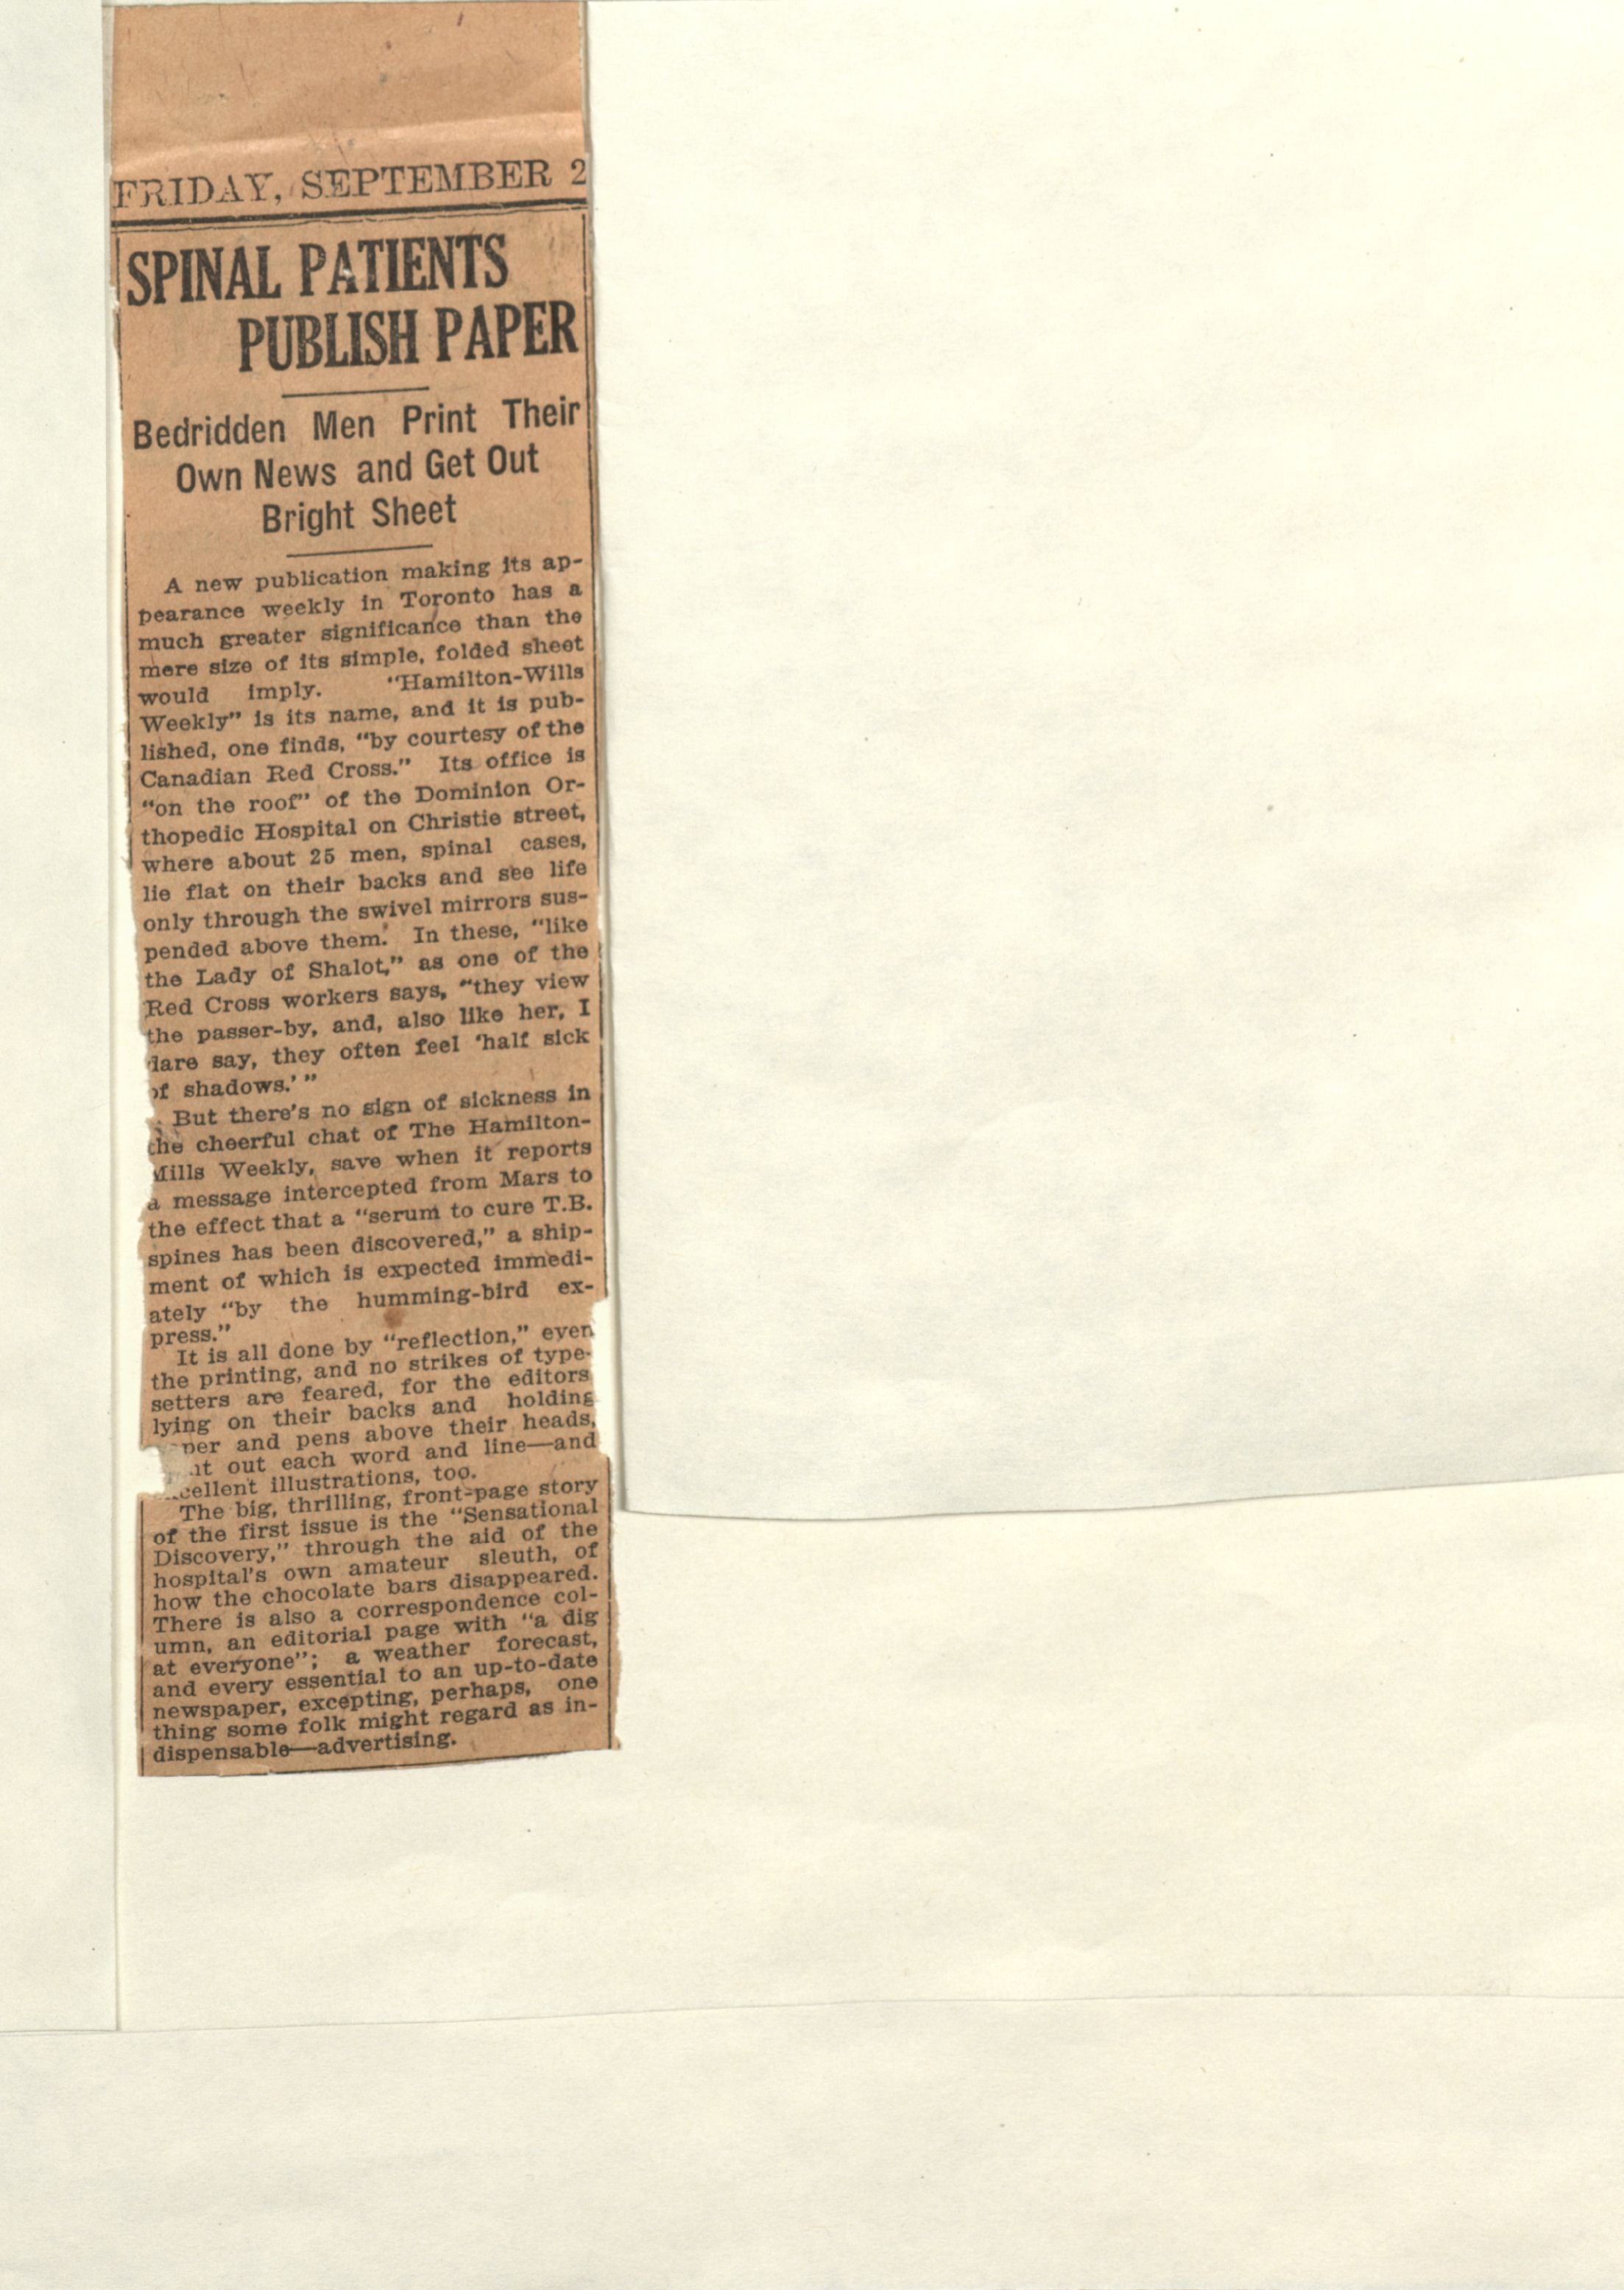 FRIDAY, SEPTEMBER 2
SPINAL PATIENTS
PUBLISH PAPER
Bedridden Men Print Their
Own News and Get Out
Bright Sheet
A new publication making its ap-
pearance weekly in Toronto has a
much greater significance than the
mere size of its simple, folded sheet
would imply. "Hamilton-Wills
Weekly" is its name, and it is pub-
lished, one finds, "by courtesy of the
Canadian Red Cross." Its office is
"on the roof" of the Dominion Or-
thopedic Hospital on Christie street,
where about 25 men, spinal cases,
lie flat on their backs and see life
only through the swivel mirrors sus-
pended above them. In these, "like
the Lady of Shalot," as one of the
Red Cross workers says, "they view
the passer-by, and, also like her, I
dare say, they often feel 'half sick
of shadows.' "
But there's no sign of sickness in
the cheerful chat of The Hamilton-
Mills Weekly, save when it reports
a message intercepted from Mars to
the effect that a "serum to cure T.B.
spines has been discovered," a ship-
ment of which is expected immedi-
ately "by the humming-bird ex-
press."
It is all done by "reflection," even
the printing, and no strikes of type-
setters are feared, for the editors
lying on their backs and holding
per and pens above their heads,
nt out each word and line—and
cellent illustrations, too.
The big, thrilling, front-page story
of the first issue is the "Sensational
Discovery," through the aid of the
hospital's own amateur sleuth, of
how the chocolate bars disappeared.
There is also a correspondence col-
umn, an editorial page with "a dig
at everyone"; a weather forecast,
and every essential to an up-to-date
newspaper, excepting, perhaps, one
thing some folk might regard as in-
dispensable—advertising.